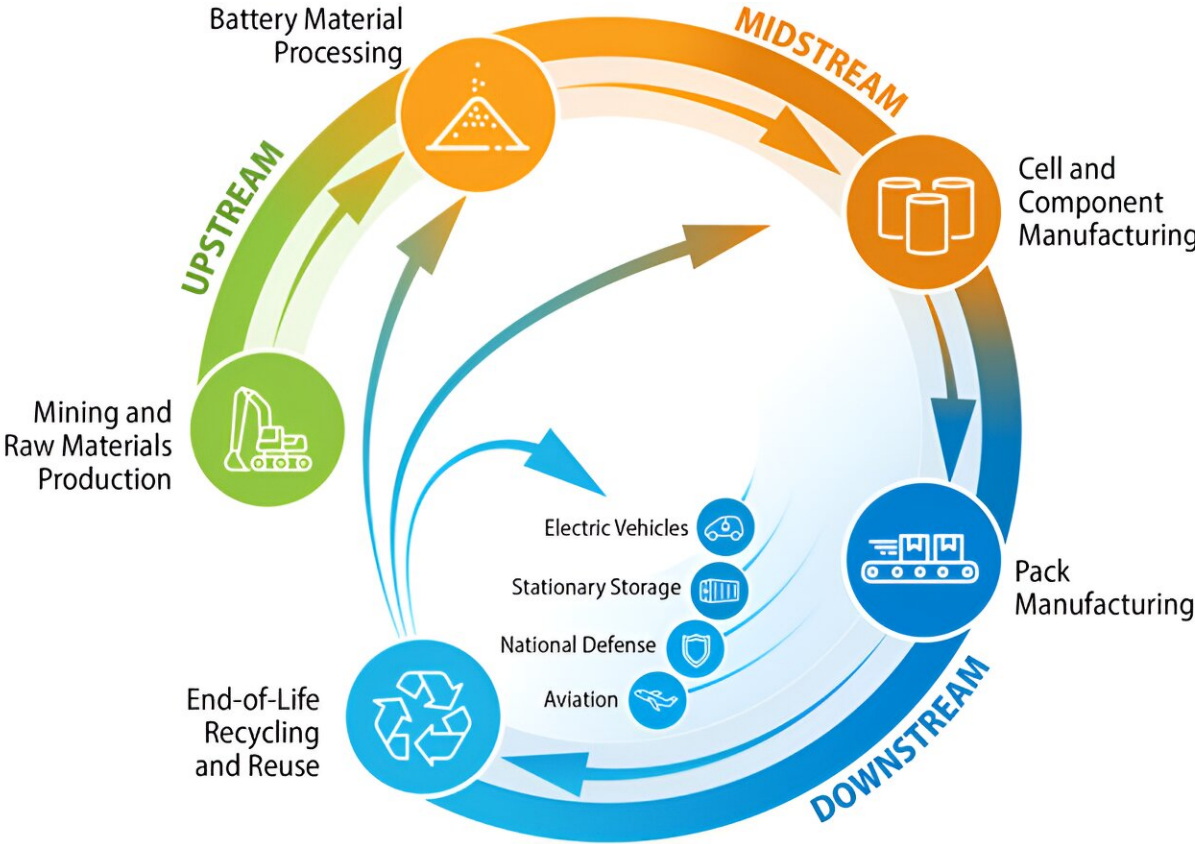 Battery Material
Processing
MIDSTREAM
UPSTREAM
Cell and
Component
Manufacturing
Mining and
Raw Materials
Production
Electric Vehicles
Stationary Storage
National Defense
Aviation
Pack
Manufacturing
End-of-Life
Recycling
and Reuse
DOWNSTREAM